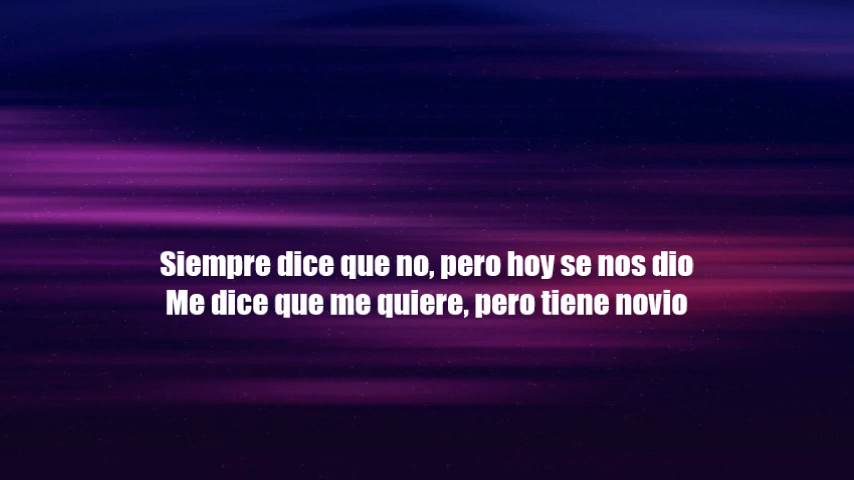 Siempre dice que no, pero hoy se nos dio
Me dice que me quiere, pero tiene novio